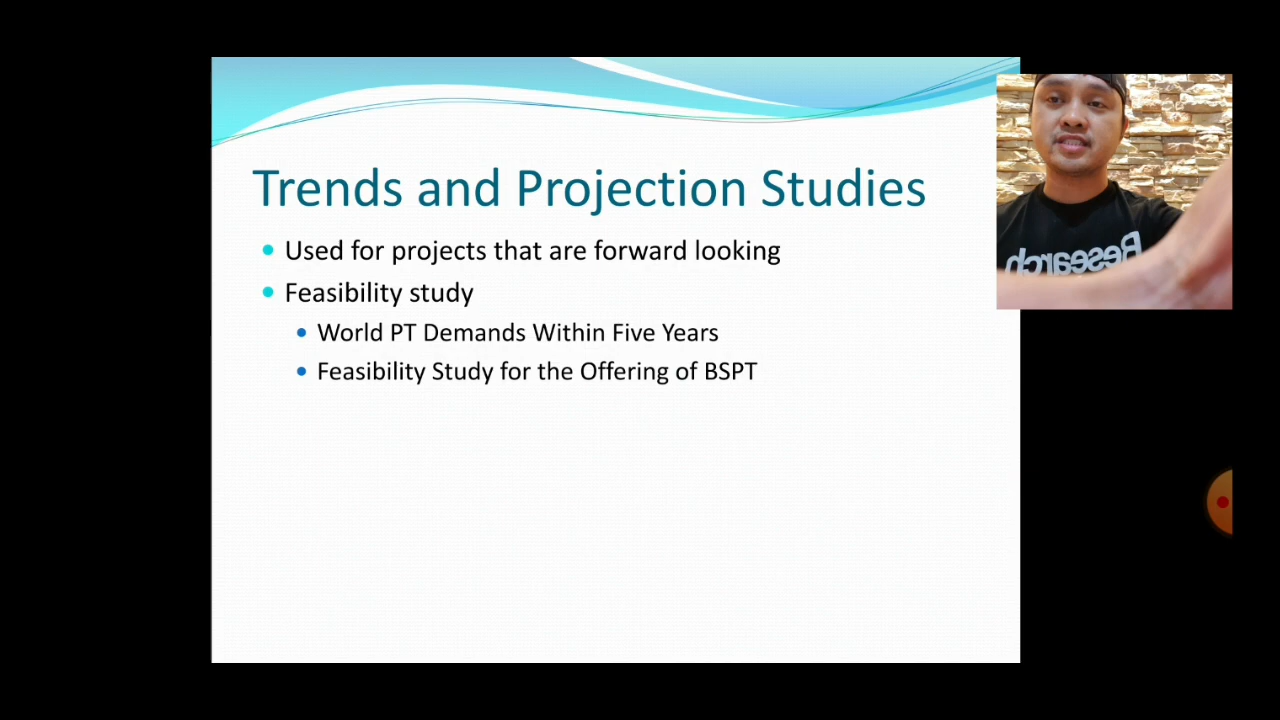 Trends and Projection Studies
Used for projects that are forward looking
Feasibility study
World PT Demands Within Five Years
Feasibility Study for the Offering of BSPT
Research